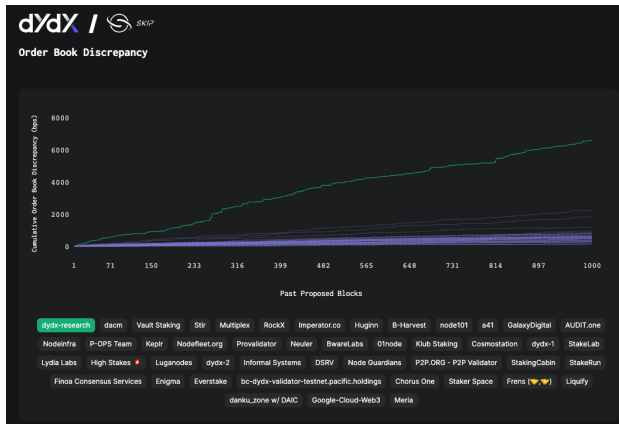 dYdX / SKIP
Order Book Discrepancy
Cumulative Order Book Discrepancy (bps)
8000
6000
4000
2000
0
1 71 150 233 316 399 482 565 648 731 814 897 1000
Past Proposed Blocks
dydx-research dacm Vault Staking Stir Multiplex RockX Imperator.co Huginn B-Harvest node101 a41 GalaxyDigital AUDIT.one
Nodeinfra P-OPS Team Keplr Nodefleet.org Provalidator Neuler BwareLabs 01node Klub Staking Cosmostation dydx-1 StakeLab
Lydia Labs High Stakes Luganodes dydx-2 Informal Systems DSRV Node Guardians P2P.ORG - P2P Validator StakingCabin StakeRun
Finoa Consensus Services Enigma Everstake bc-dydx-validator-testnet.pacific.holdings Chorus One Staker Space Frens (🤝,🤝) Liquify
danku_zone w/ DAIC Google-Cloud-Web3 Meria